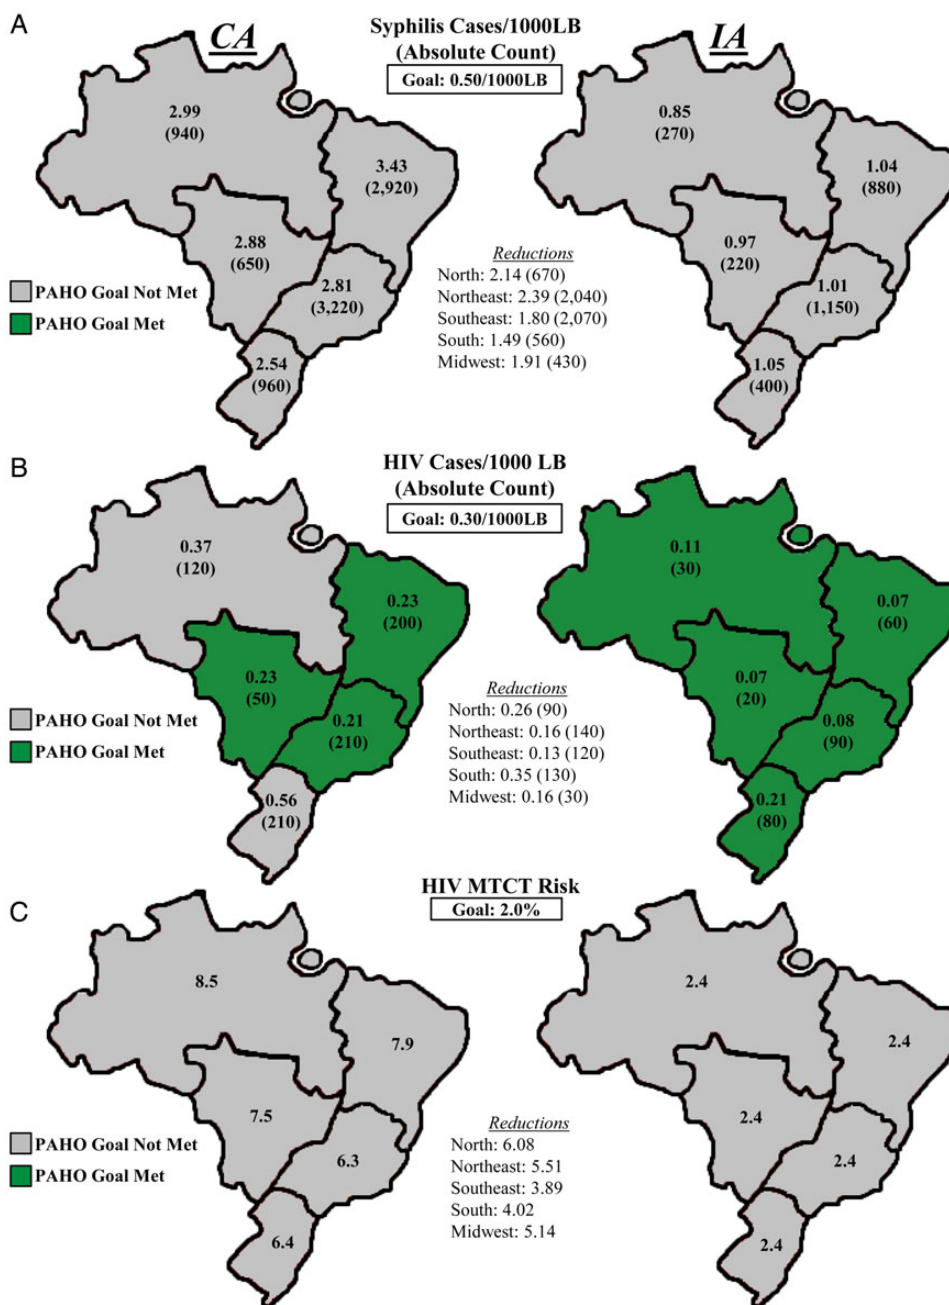 A
CA
Syphilis Cases/1000LB
(Absolute Count)
Goal: 0.50/1000LB
IA
2.99
(940)
3.43
(2,920)
2.88
(650)
2.81
(3,220)
2.54
(960)
PAHO Goal Not Met
PAHO Goal Met
Reductions
North: 2.14 (670)
Northeast: 2.39 (2,040)
Southeast: 1.80 (2,070)
South: 1.49 (560)
Midwest: 1.91 (430)
0.85
(270)
1.04
(880)
0.97
(220)
1.01
(1,150)
1.05
(400)
B
HIV Cases/1000 LB
(Absolute Count)
Goal: 0.30/1000LB
0.37
(120)
0.23
(200)
0.23
(50)
0.21
(210)
0.56
(210)
PAHO Goal Not Met
PAHO Goal Met
Reductions
North: 0.26 (90)
Northeast: 0.16 (140)
Southeast: 0.13 (120)
South: 0.35 (130)
Midwest: 0.16 (30)
0.11
(30)
0.07
(60)
0.07
(20)
0.08
(90)
0.21
(80)
C
HIV MTCT Risk
Goal: 2.0%
8.5
7.9
7.5
6.3
6.4
PAHO Goal Not Met
PAHO Goal Met
Reductions
North: 6.08
Northeast: 5.51
Southeast: 3.89
South: 4.02
Midwest: 5.14
2.4
2.4
2.4
2.4
2.4